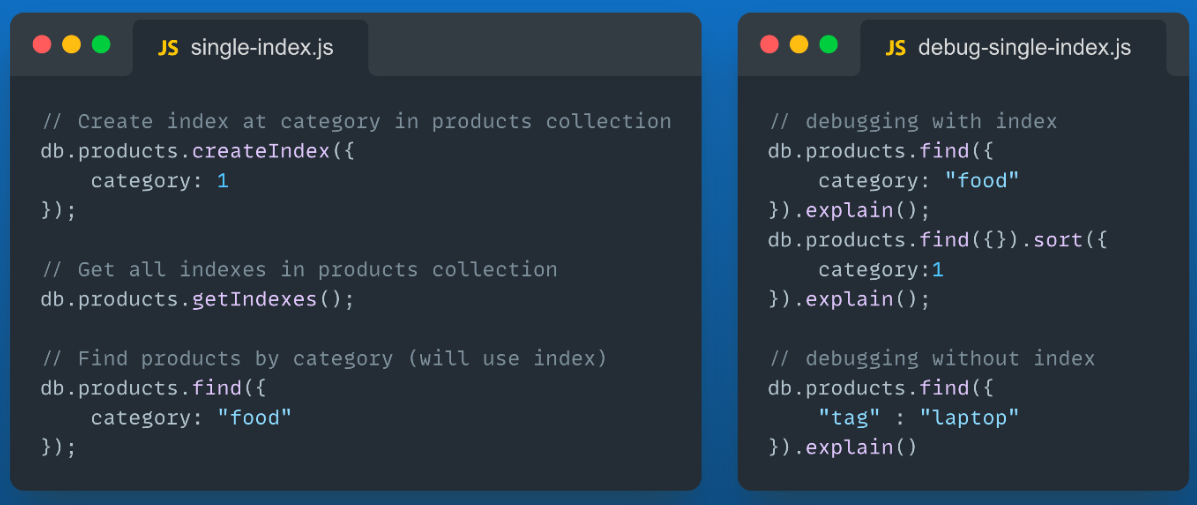 JS single-index.js
// Create index at category in products collection
db.products.createIndex({
    category: 1
});

// Get all indexes in products collection
db.products.getIndexes();

// Find products by category (will use index)
db.products.find({
    category: "food"
});

JS debug-single-index.js
// debugging with index
db.products.find({
    category: "food"
}).explain();
db.products.find({}).sort({
    category:1
}).explain();

// debugging without index
db.products.find({
    "tag" : "laptop"
}).explain()